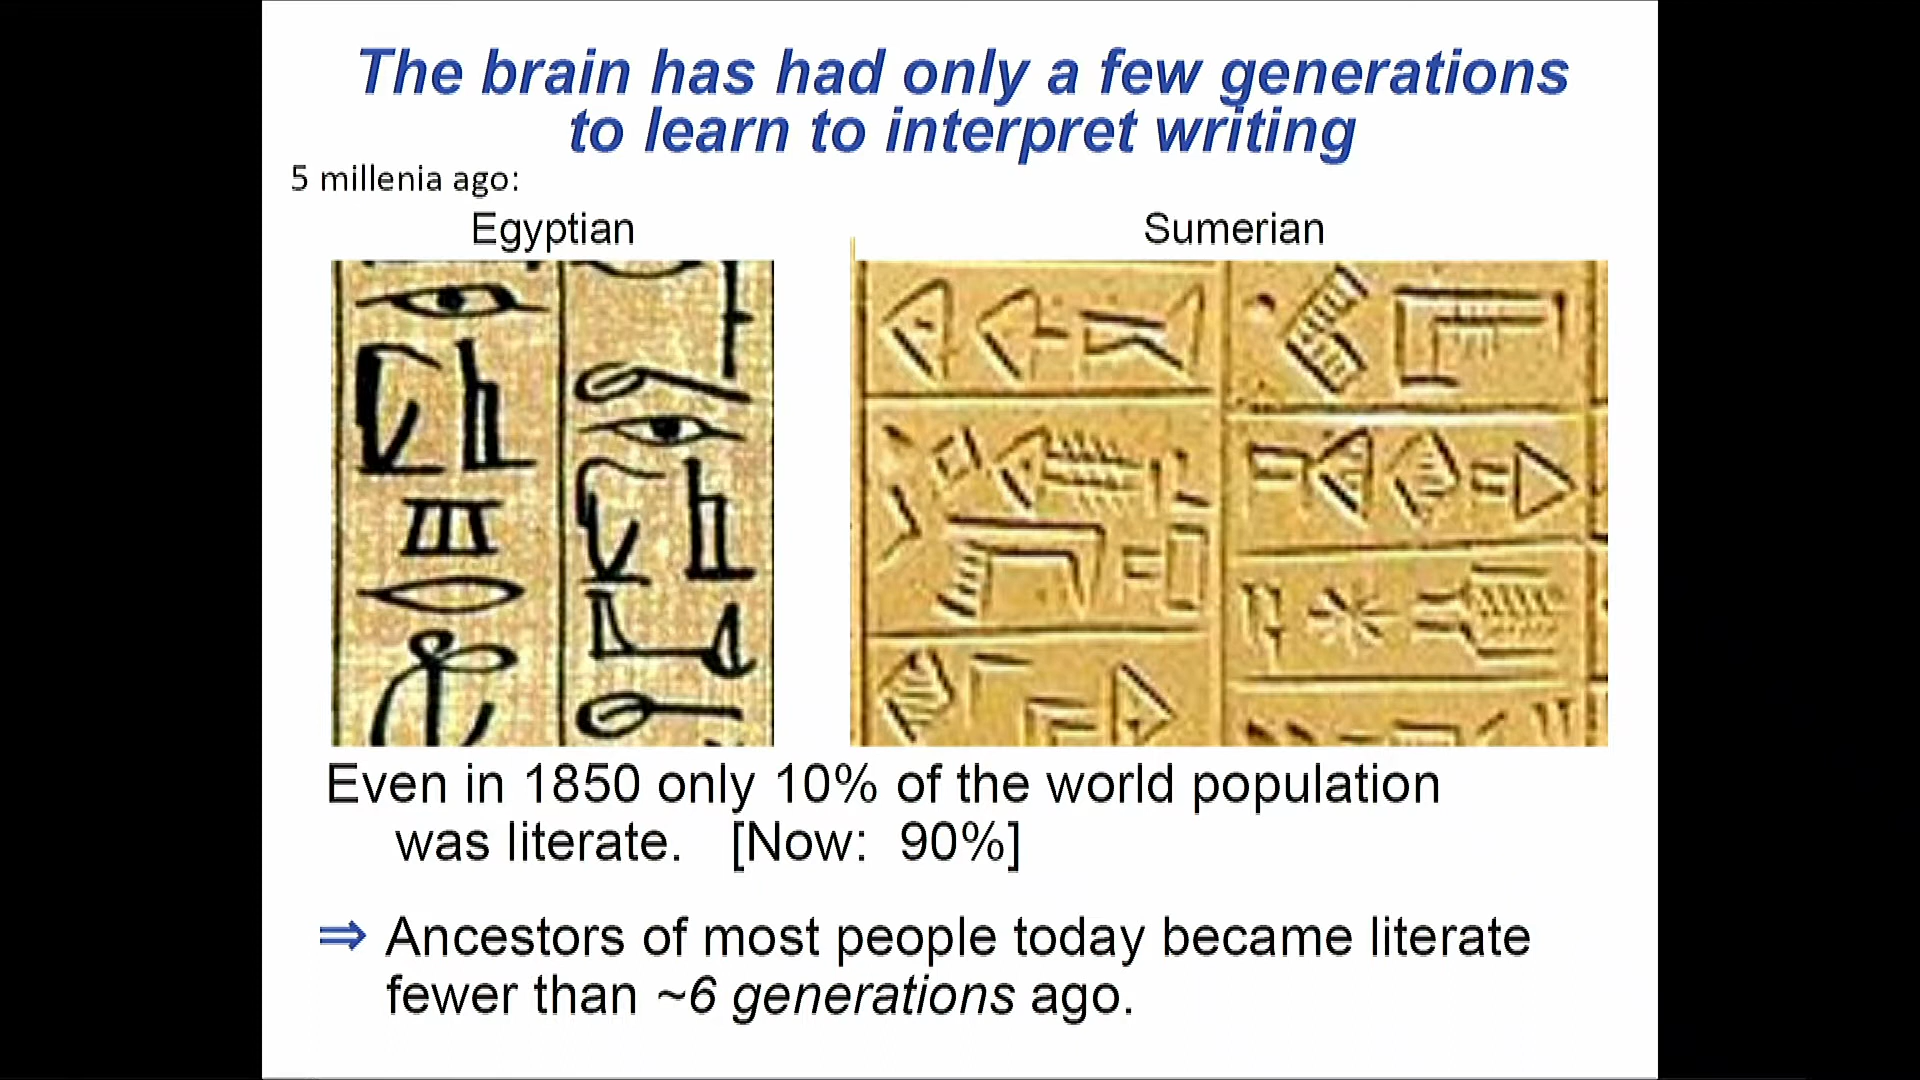 The brain has had only a few generations
to learn to interpret writing
5 millenia ago:
Egyptian
Sumerian
Even in 1850 only 10% of the world population
was literate. [Now: 90%]
⇒ Ancestors of most people today became literate
fewer than ~6 generations ago.